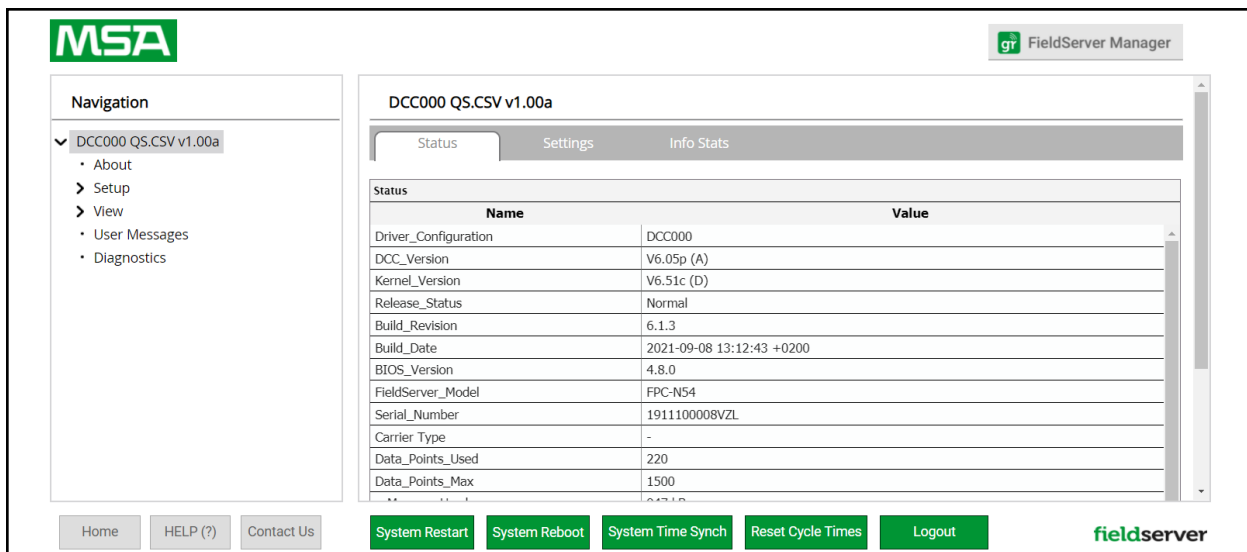 MSA
FieldServer Manager
Navigation
DCC000 QS.CSV v1.00a
About
Setup
View
User Messages
Diagnostics
DCC000 QS.CSV v1.00a
Status Settings Info Stats
Status
Name Value
Driver_Configuration DCC000
DCC_Version V6.05p (A)
Kernel_Version V6.51c (D)
Release_Status Normal
Build_Revision 6.1.3
Build_Date 2021-09-08 13:12:43 +0200
BIOS_Version 4.8.0
FieldServer_Model FPC-N54
Serial_Number 1911100008VZL
Carrier Type -
Data_Points_Used 220
Data_Points_Max 1500
Home HELP (?) Contact Us System Restart System Reboot System Time Synch Reset Cycle Times Logout fieldserver